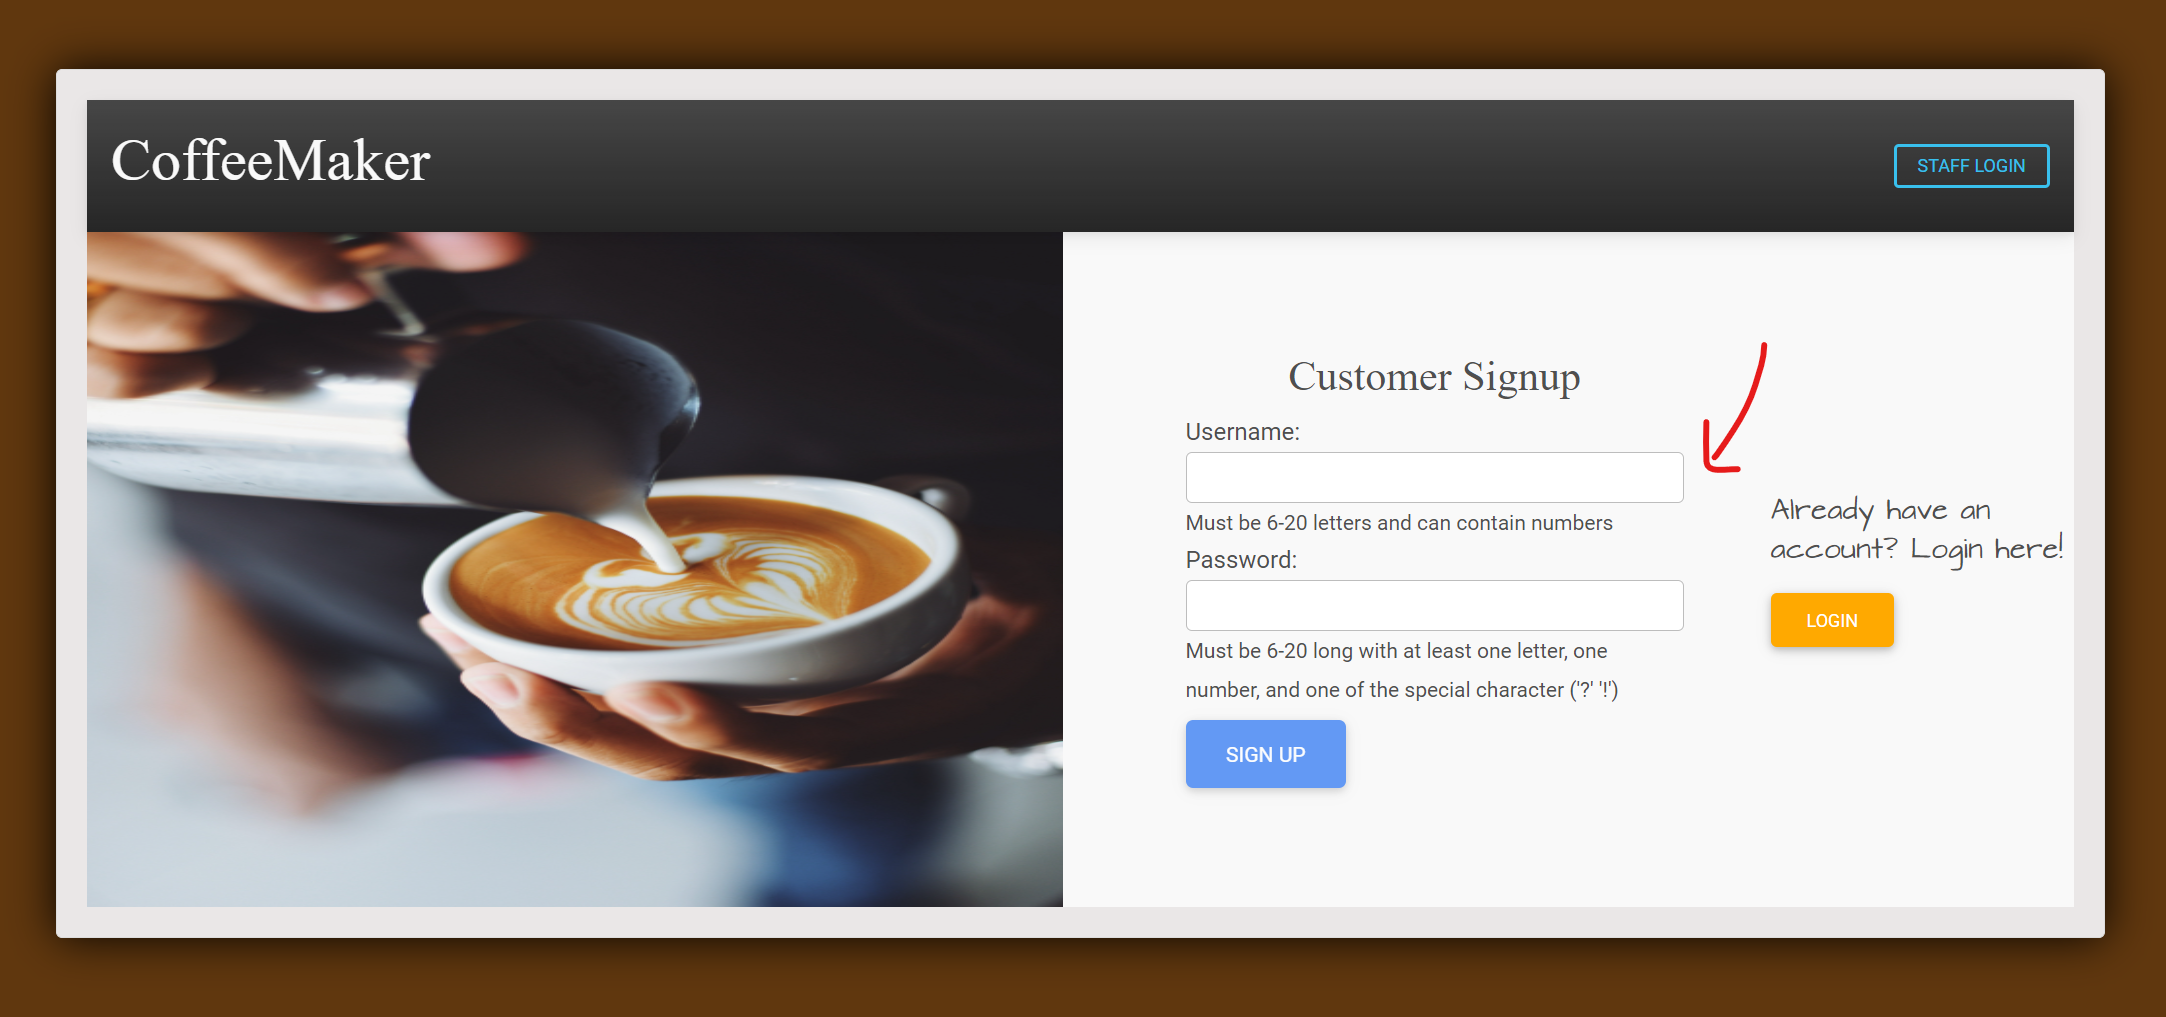 CoffeeMaker
STAFF LOGIN
Customer Signup
Username:
Must be 6-20 letters and can contain numbers
Password:
Must be 6-20 long with at least one letter, one
number, and one of the special character ('?' '!')
SIGN UP
Already have an
account? Login here!
LOGIN